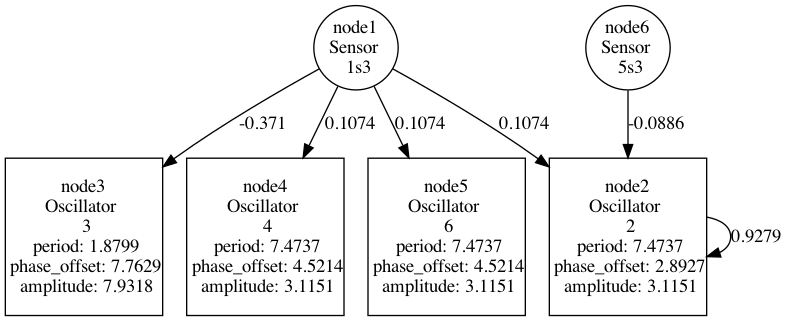 node1
Sensor
1s3
node6
Sensor
5s3
-0.371
0.1074
0.1074
0.1074
-0.0886
node3
Oscillator
3
period: 1.8799
phase_offset: 7.7629
amplitude: 7.9318
node4
Oscillator
4
period: 7.4737
phase_offset: 4.5214
amplitude: 3.1151
node5
Oscillator
6
period: 7.4737
phase_offset: 4.5214
amplitude: 3.1151
node2
Oscillator
2
period: 7.4737
phase_offset: 2.8927
amplitude: 3.1151
0.9279